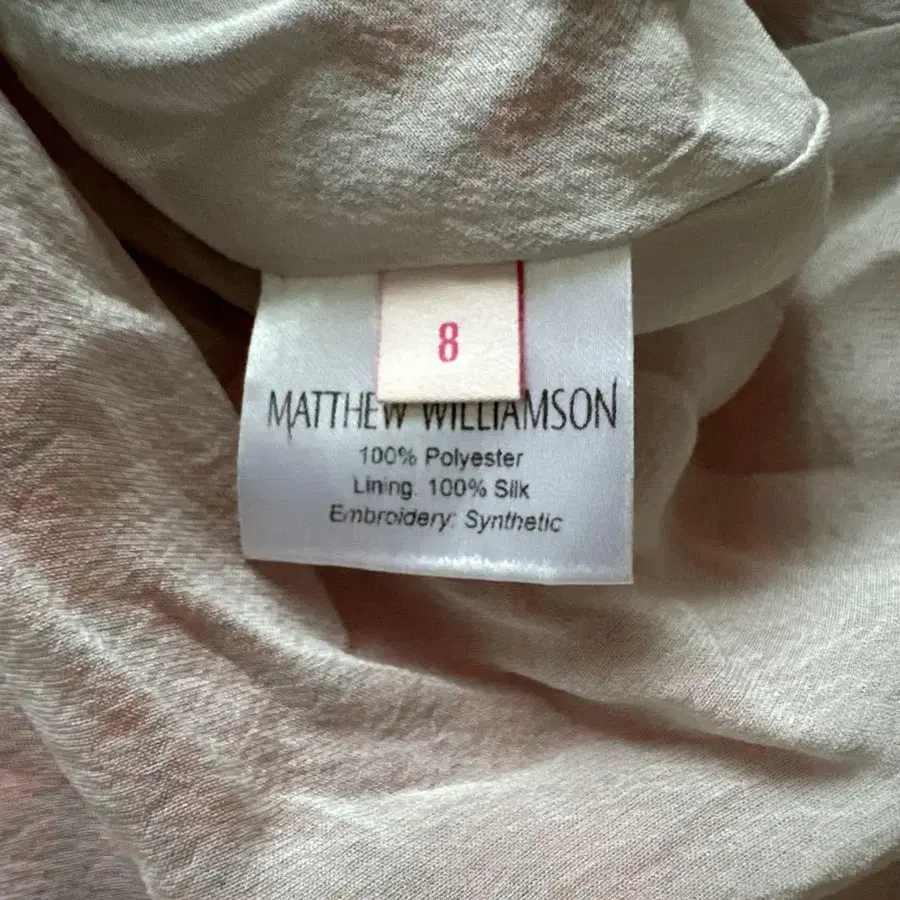 8
MATTHEW WILLIAMSON
100% Polyester
Lining: 100% Silk
Embroidery: Synthetic